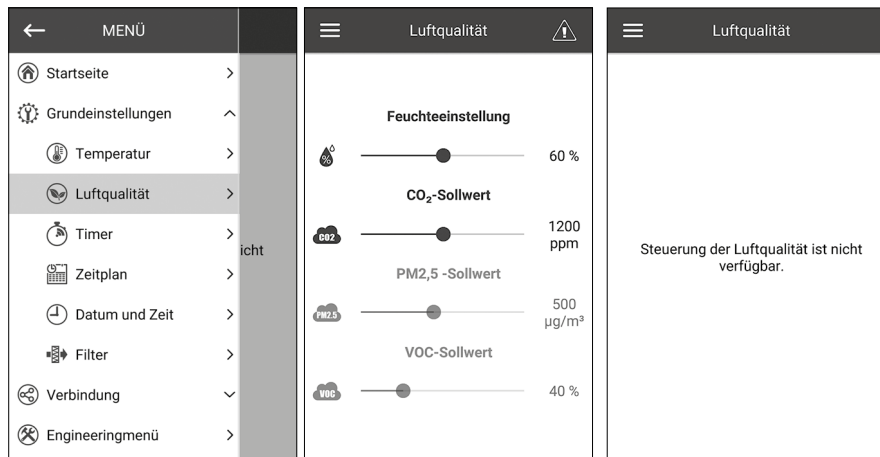 MENÜ
Startseite
Grundeinstellungen
Temperatur
Luftqualität
Timer
Zeitplan
Datum und Zeit
Filter
Verbindung
Engineeringmenü
icht
Luftqualität
Feuchteeinstellung
%
60 %
CO₂-Sollwert
CO2
1200
ppm
PM2,5 -Sollwert
PM2.5
500
µg/m³
VOC-Sollwert
VOC
40 %
Luftqualität
Steuerung der Luftqualität ist nicht
verfügbar.